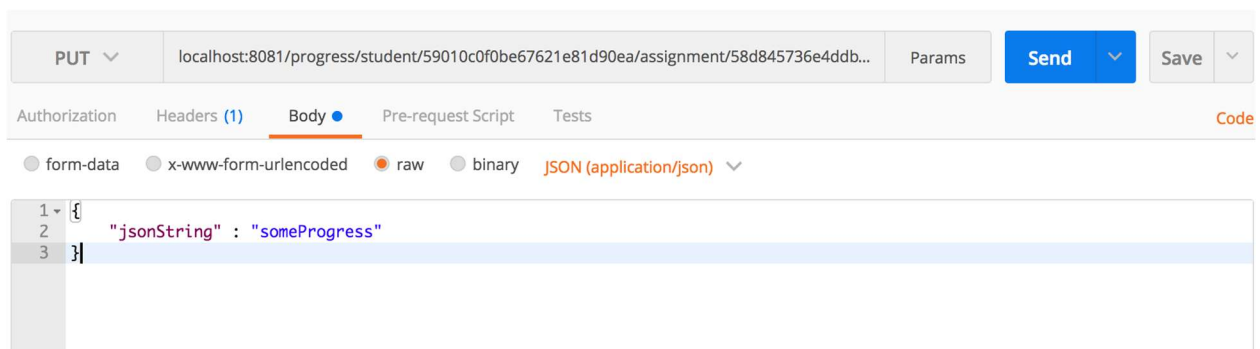 PUT localhost:8081/progress/student/59010c0f0be67621e81d90ea/assignment/58d845736e4ddb... Params Send Save
Authorization Headers (1) Body Pre-request Script Tests Code
form-data x-www-form-urlencoded raw binary JSON (application/json)
1 {
2 "jsonString" : "someProgress"
3 }